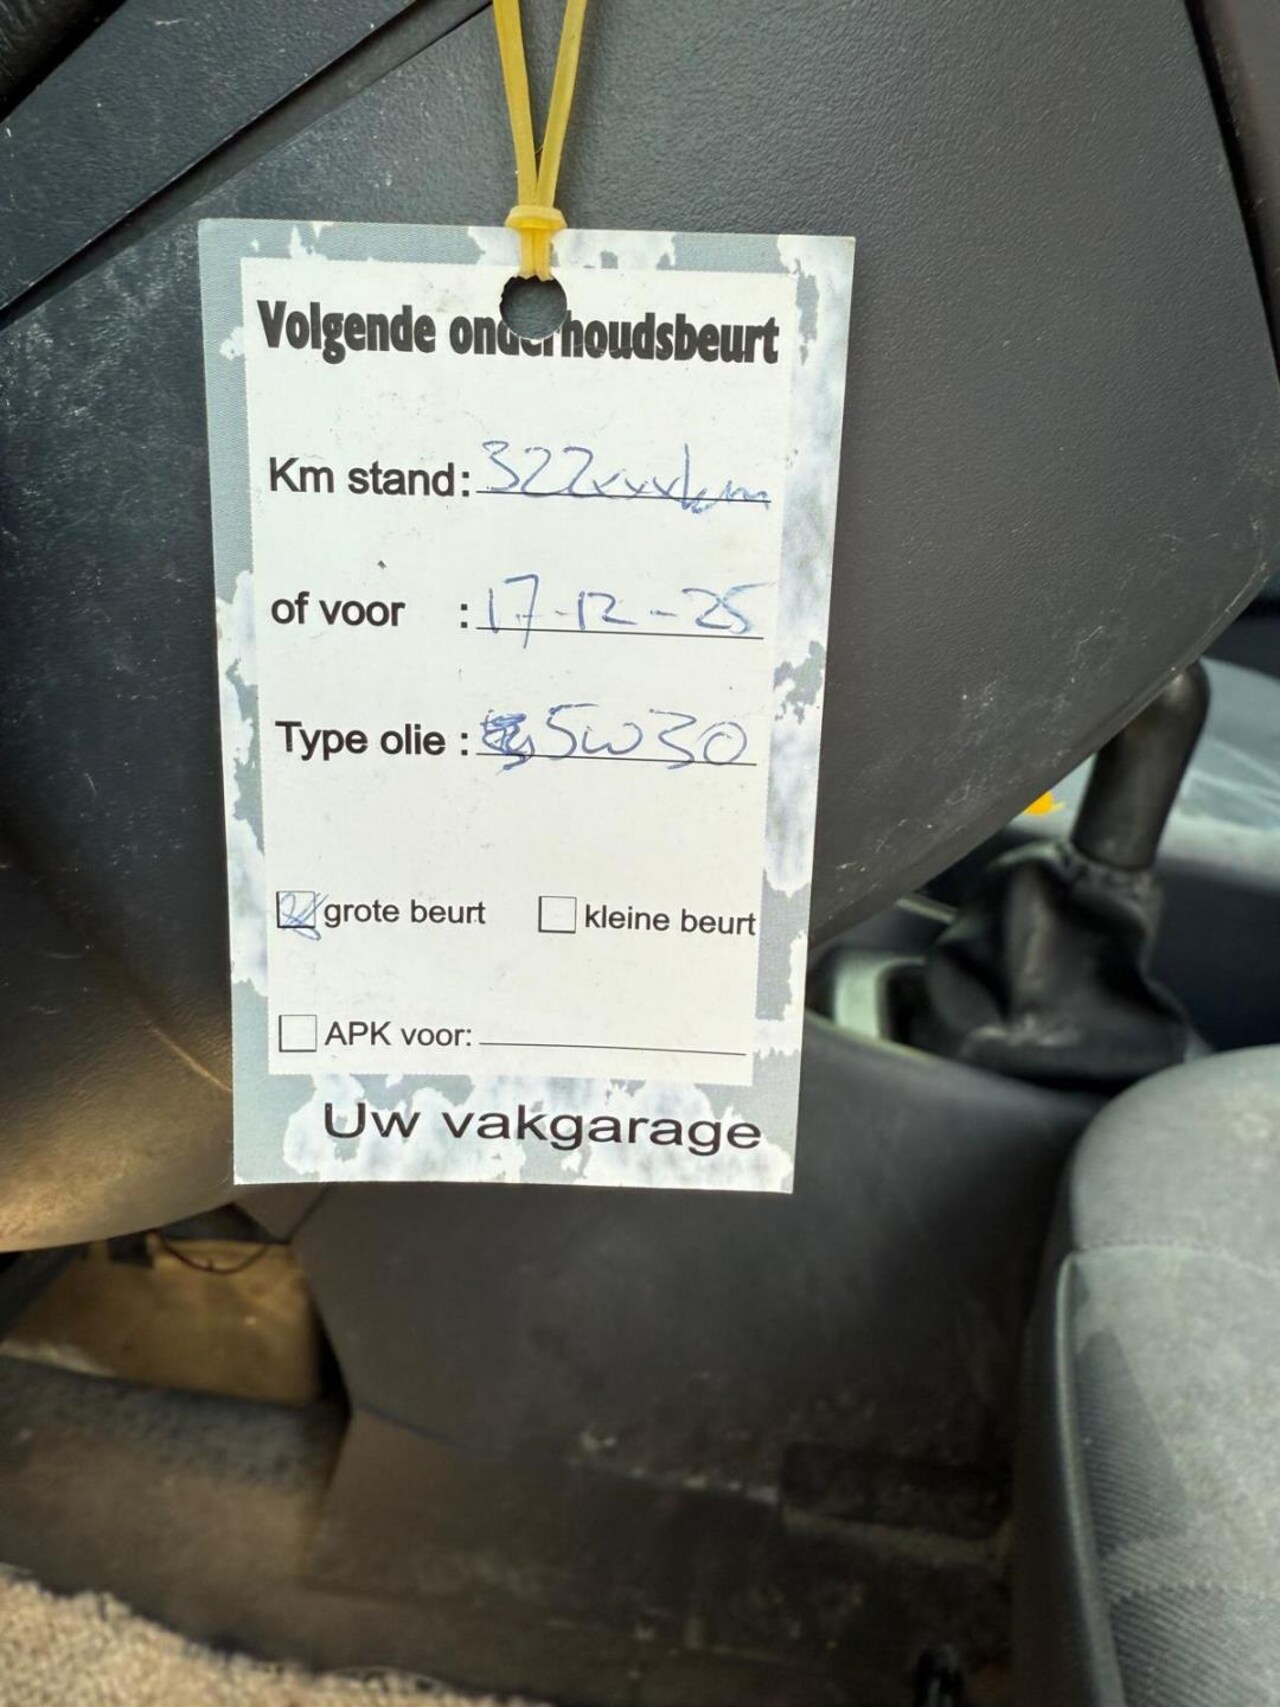 Volgende onderhoudsbeurt
Km stand: 322xxxkm
of voor : 17-12-25
Type olie : 5w30
grote beurt kleine beurt
APK voor:
Uw vakgarage